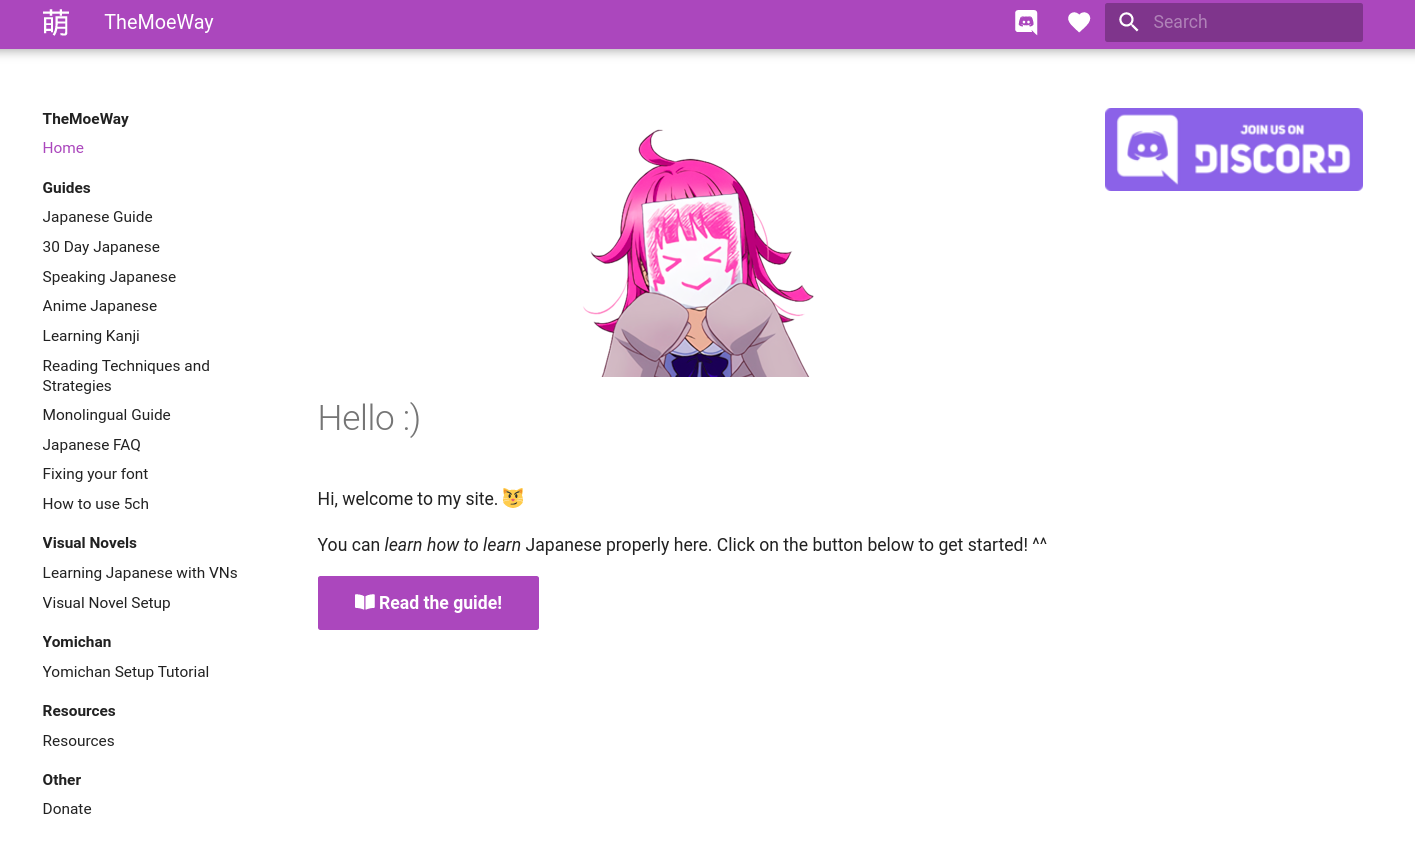 萌
TheMoeWay
Search
TheMoeWay
Home
Guides
Japanese Guide
30 Day Japanese
Speaking Japanese
Anime Japanese
Learning Kanji
Reading Techniques and
Strategies
Monolingual Guide
Japanese FAQ
Fixing your font
How to use 5ch
Visual Novels
Learning Japanese with VNs
Visual Novel Setup
Yomichan
Yomichan Setup Tutorial
Resources
Resources
Other
Donate
Hello :)
Hi, welcome to my site. 😼
You can learn how to learn Japanese properly here. Click on the button below to get started! ^^
Read the guide!
JOIN US ON
DISCORD